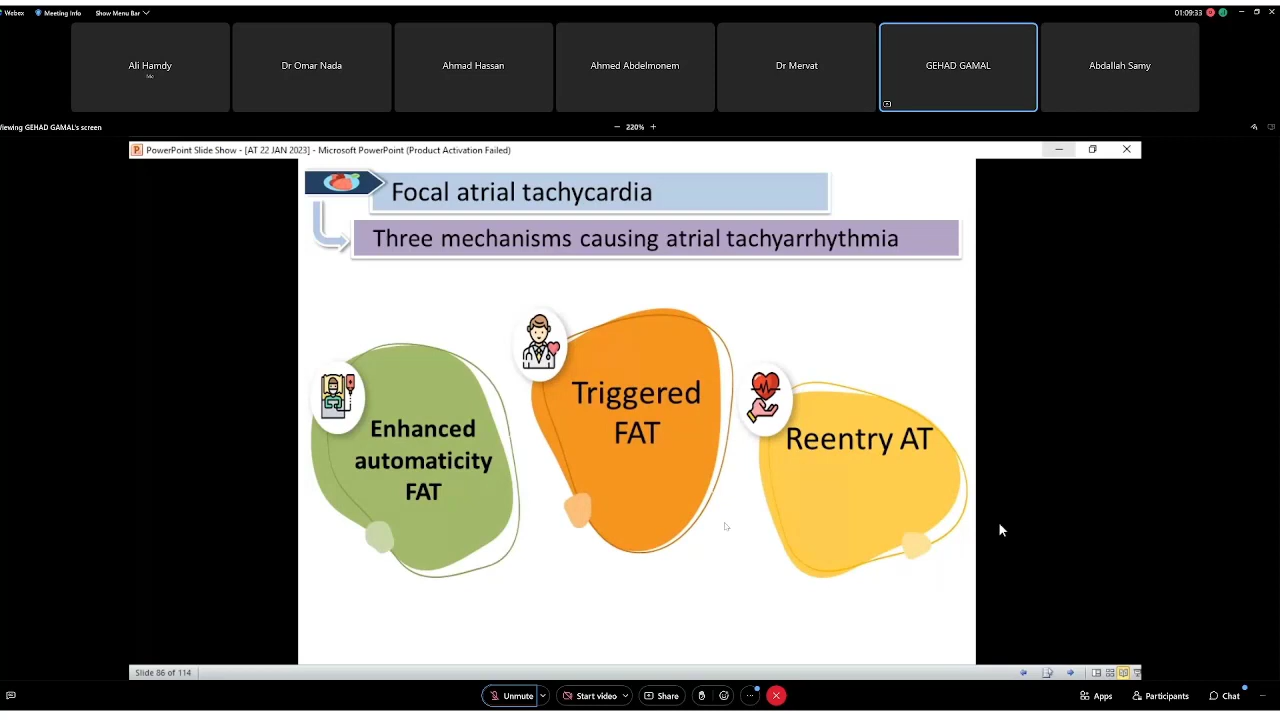 Webex
Meeting Info
Show Menu Bar
01:09:33
Ali Hamdy
Me
Dr Omar Nada
Ahmad Hassan
Ahmed Abdelmonem
Dr Mervat
GEHAD GAMAL
Abdallah Samy
iewing GEHAD GAMAL's screen
220%
PowerPoint Slide Show - [AT 22 JAN 2023] - Microsoft PowerPoint (Product Activation Failed)
Focal atrial tachycardia
Three mechanisms causing atrial tachyarrhythmia
Enhanced
automaticity
FAT
Triggered
FAT
Reentry AT
Slide 86 of 114
Unmute
Start video
Share
Apps
Participants
Chat